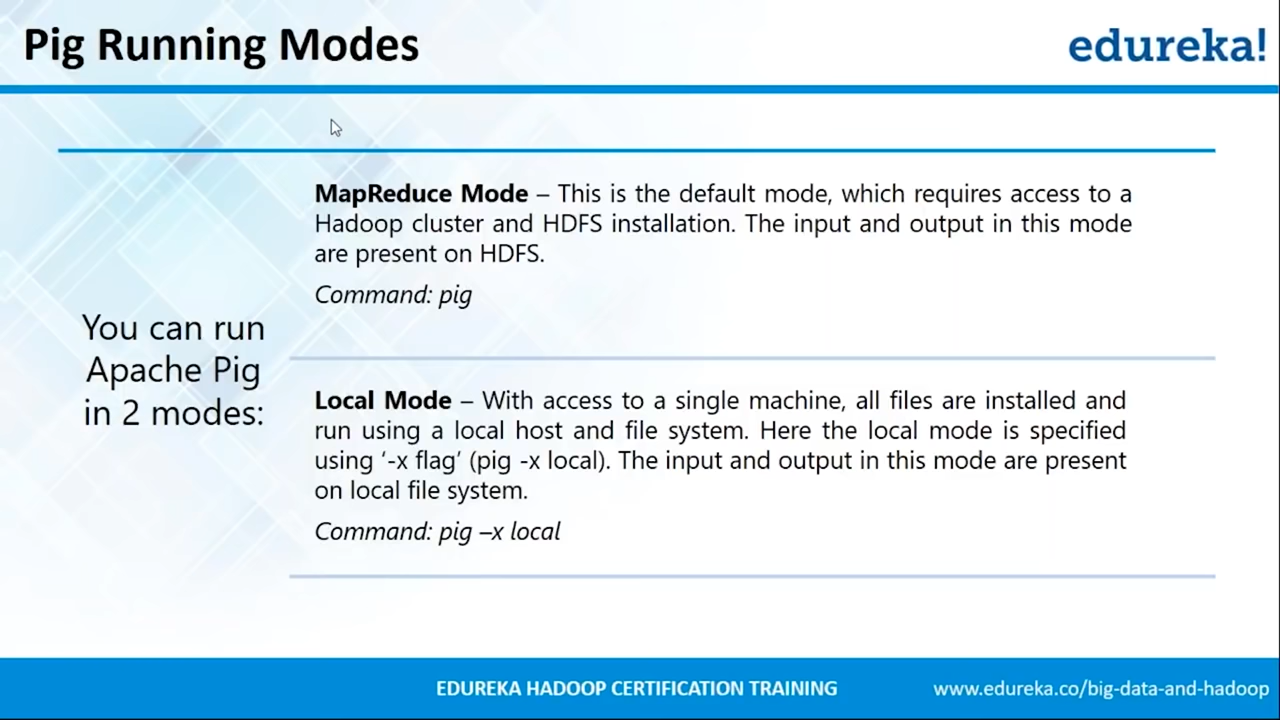 Pig Running Modes
edureka!
MapReduce Mode – This is the default mode, which requires access to a
Hadoop cluster and HDFS installation. The input and output in this mode
are present on HDFS.
Command: pig
You can run
Apache Pig
in 2 modes:
Local Mode – With access to a single machine, all files are installed and
run using a local host and file system. Here the local mode is specified
using ‘-x flag’ (pig -x local). The input and output in this mode are present
on local file system.
Command: pig –x local
EDUREKA HADOOP CERTIFICATION TRAINING
www.edureka.co/big-data-and-hadoop